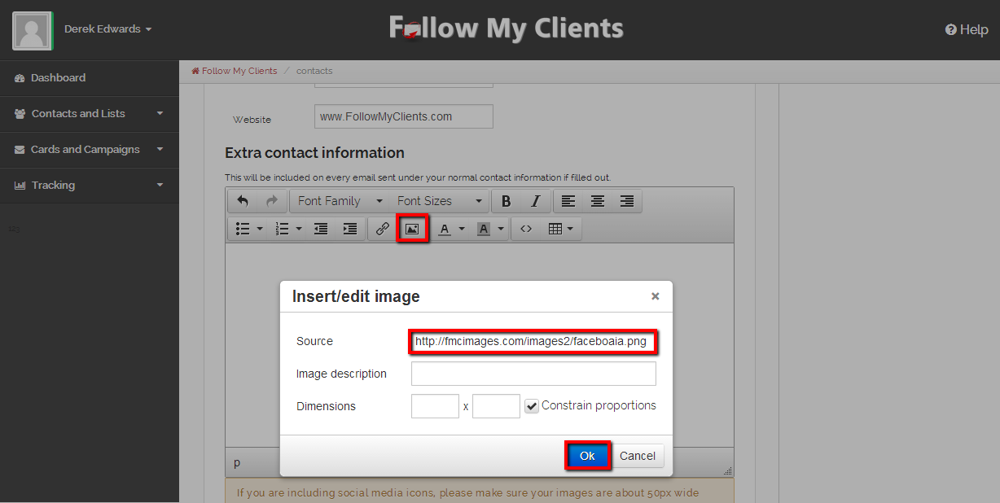 Derek Edwards
Follow My Clients
Help
Dashboard
Contacts and Lists
Cards and Campaigns
Tracking
Follow My Clients / contacts
Website
www.FollowMyClients.com
Extra contact information
This will be included on every email sent under your normal contact information if filled out.
Font Family
Font Sizes
B I
A A
Insert/edit image ×
Source
http://fmcimages.com/images2/faceboaia.png
Image description
Dimensions x Constrain proportions
Ok Cancel
p
If you are including social media icons, please make sure your images are about 50px wide